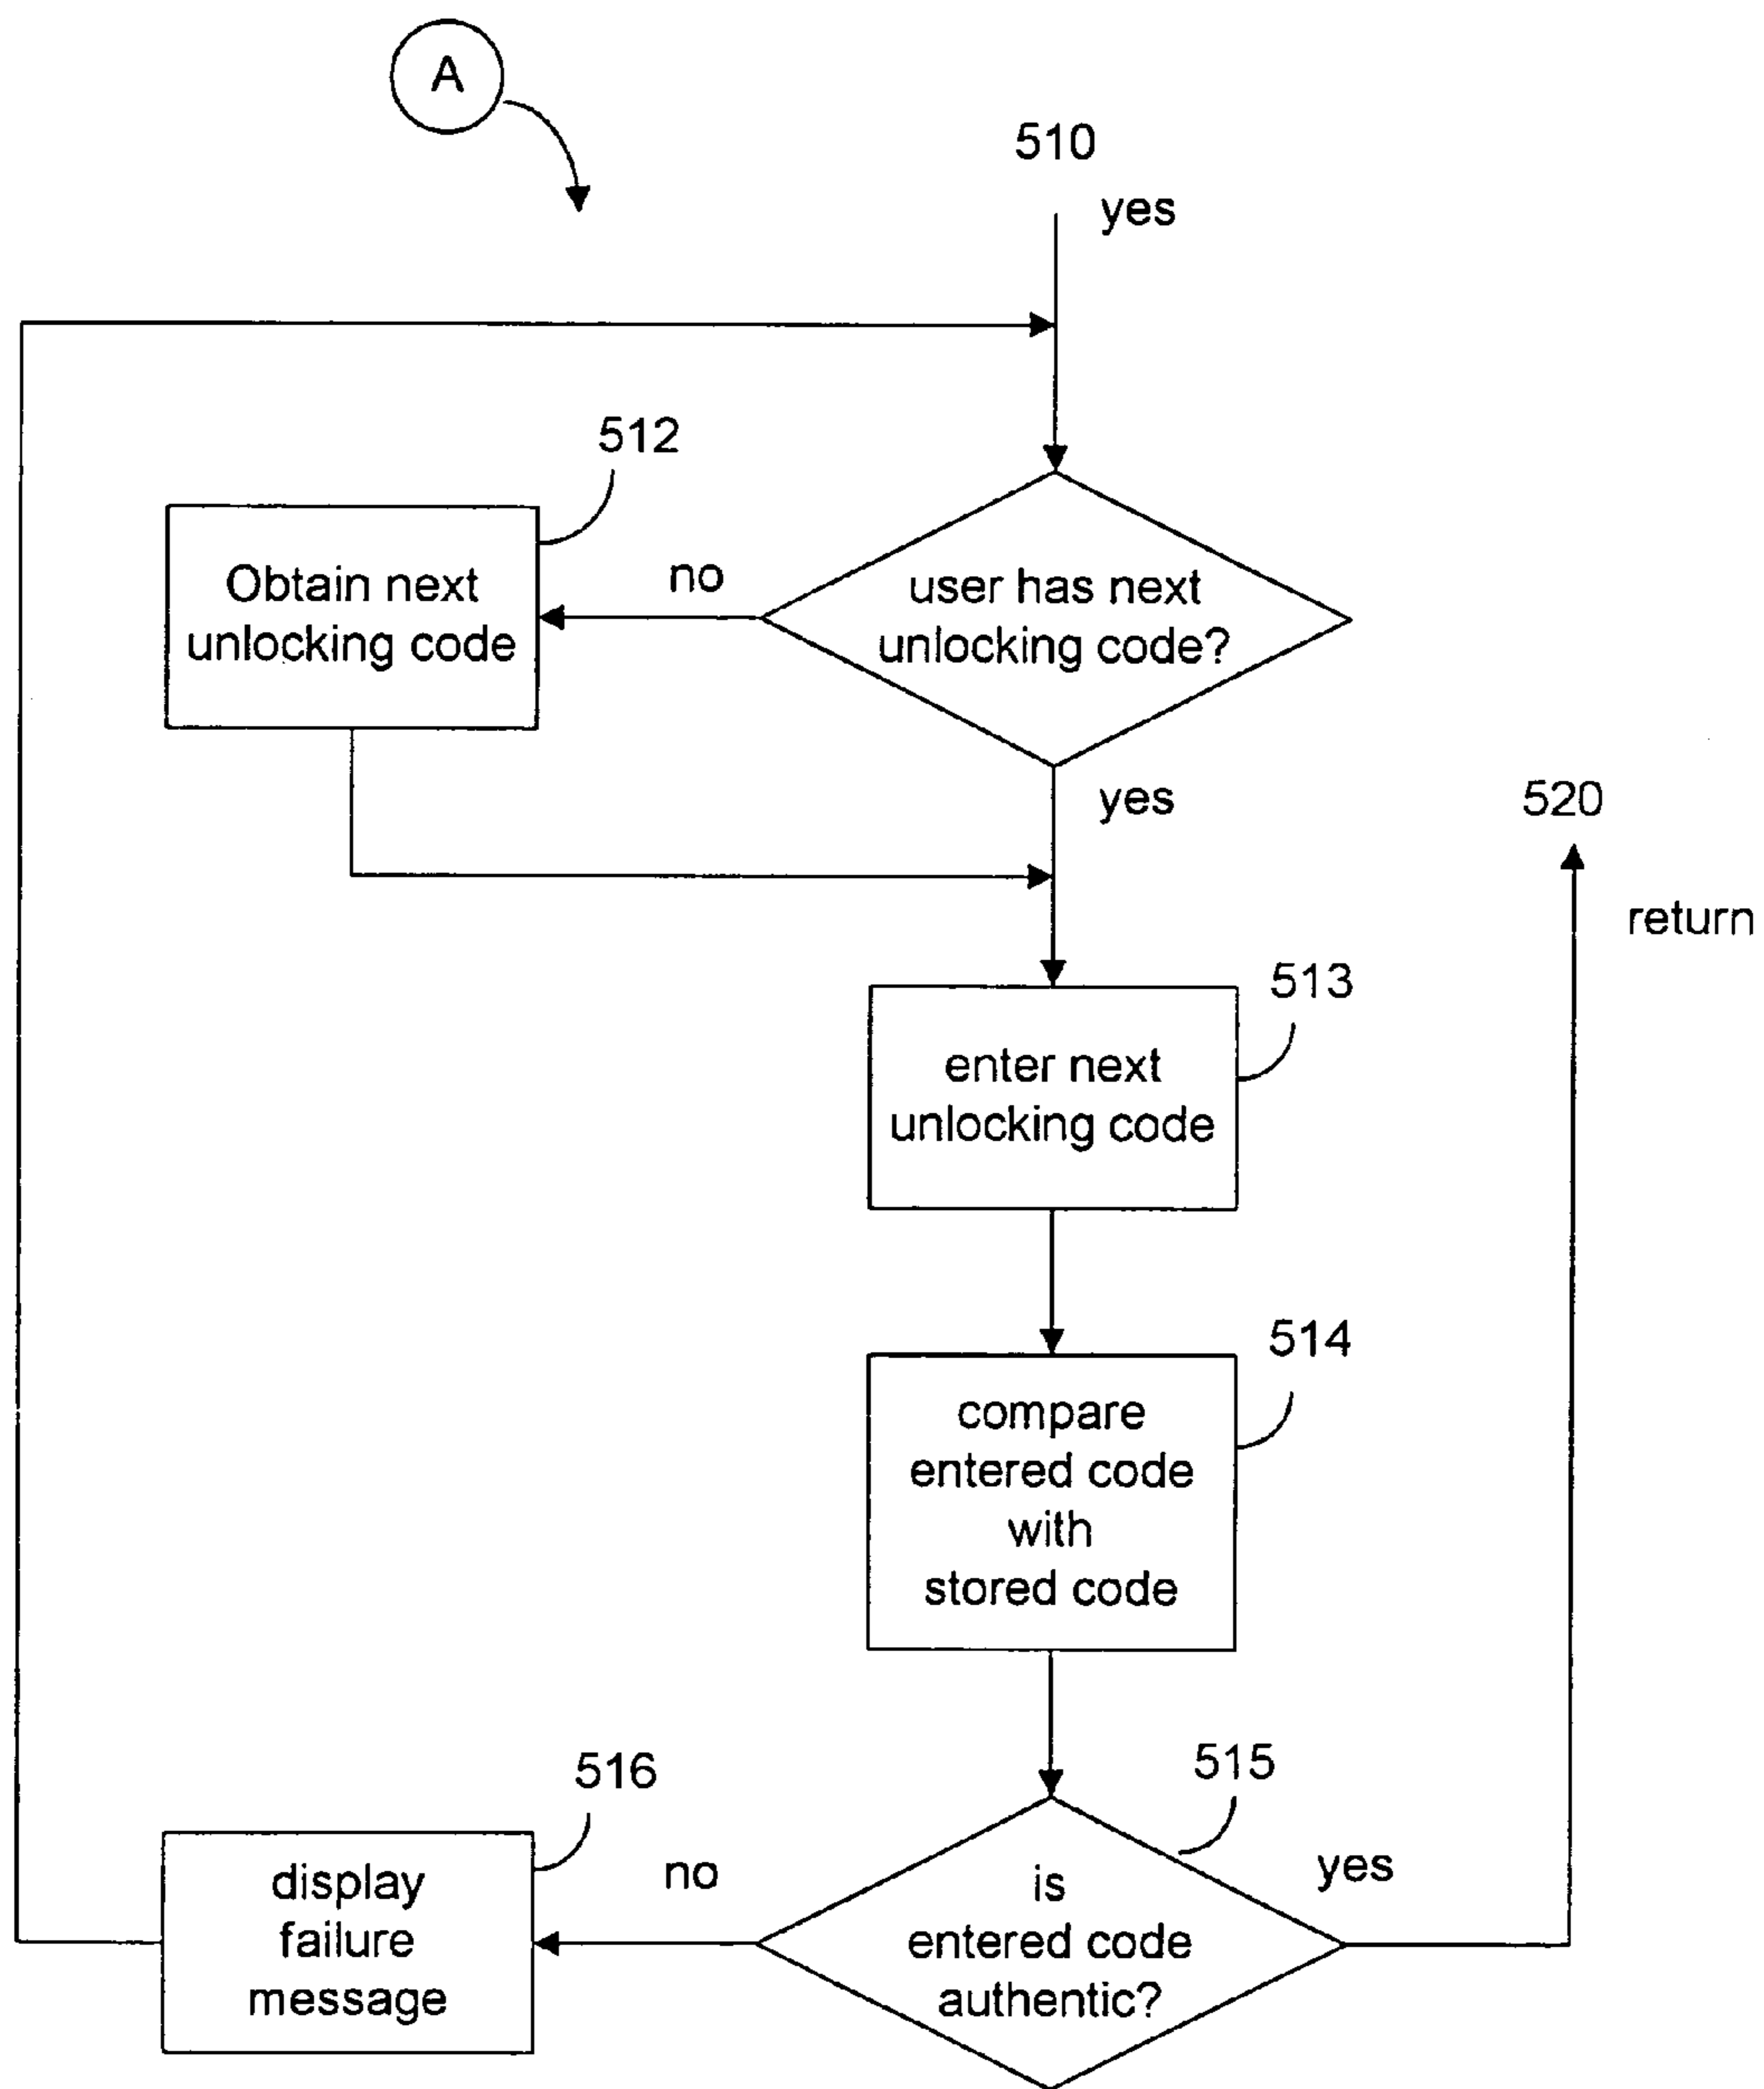 A
510
yes
512
Obtain next
unlocking code
no
user has next
unlocking code?
yes
520
return
513
enter next
unlocking code
514
compare
entered code
with
stored code
516
display
failure
message
no
515
is
entered code
authentic?
yes